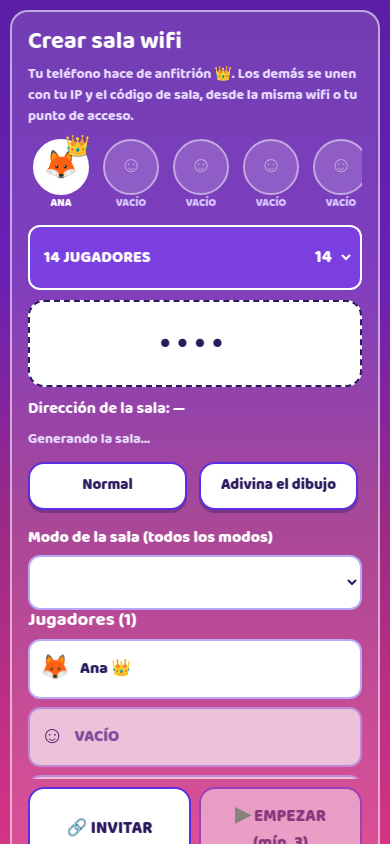 Crear sala wifi
Tu teléfono hace de anfitrión 👑. Los demás se unen
con tu IP y el código de sala, desde la misma wifi o tu
punto de acceso.
ANA VACÍO VACÍO VACÍO VACÍO
14 JUGADORES 14
••••
Dirección de la sala: —
Generando la sala...
Normal Adivina el dibujo
Modo de la sala (todos los modos)
Jugadores (1)
Ana 👑
VACÍO
🔗 INVITAR ▶ EMPEZAR
(mín. 3)